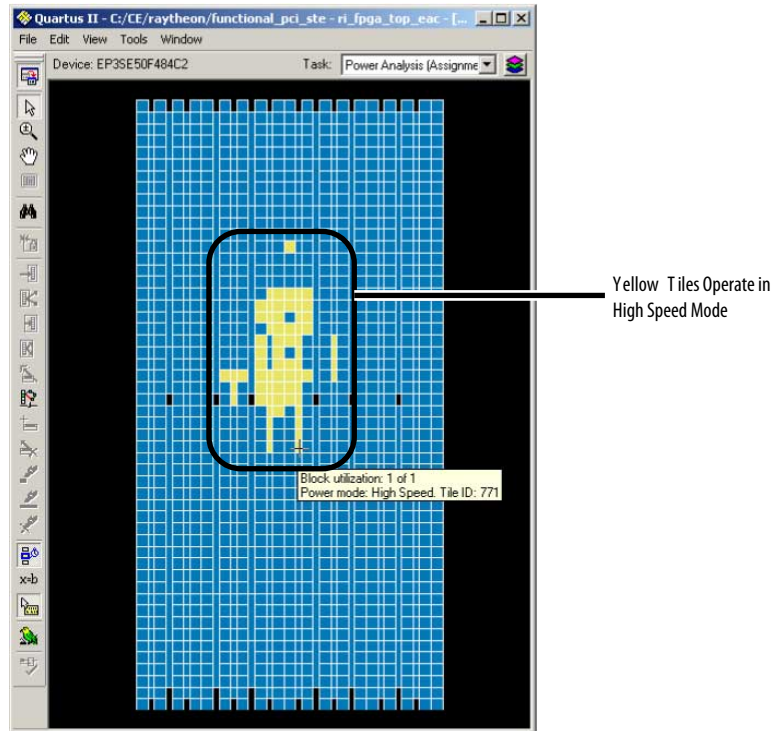 Quartus II - C:/CE/raytheon/functional_pci_ste - ri_fpga_top_eac - [...
File Edit View Tools Window
Device: EP3SE50F484C2
Task: Power Analysis (Assignme
Yellow Tiles Operate in
High Speed Mode
Block utilization: 1 of 1
Power mode: High Speed. Tile ID: 771
x=b